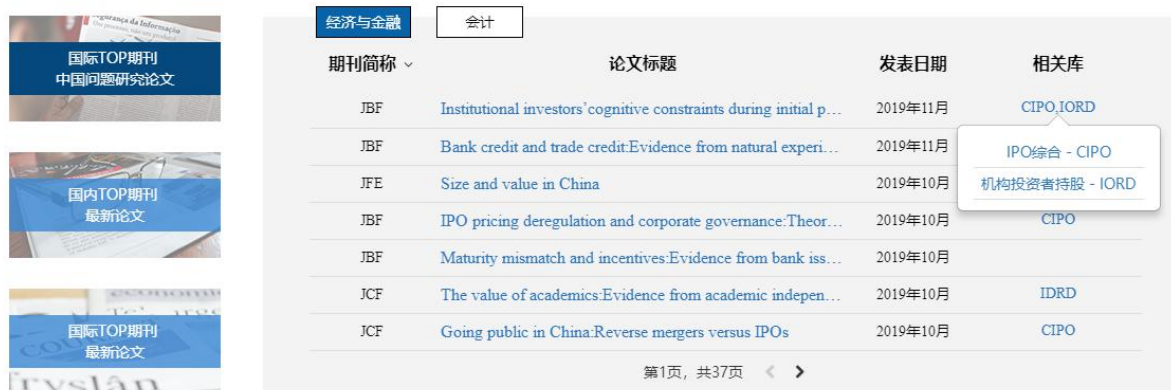 国际TOP期刊
中国问题研究论文
国内TOP期刊
最新论文
国际TOP期刊
最新论文
经济与金融 会计
期刊简称 论文标题 发表日期 相关库
JBF Institutional investors'cognitive constraints during initial p... 2019年11月 CIPO,IORD
JBF Bank credit and trade credit:Evidence from natural experi... 2019年11月
JFE Size and value in China 2019年10月
JBF IPO pricing deregulation and corporate governance:Theor... 2019年10月 CIPO
JBF Maturity mismatch and incentives:Evidence from bank iss... 2019年10月
JCF The value of academics:Evidence from academic indepen... 2019年10月 IDRD
JCF Going public in China:Reverse mergers versus IPOs 2019年10月 CIPO
IPO综合 - CIPO
机构投资者持股 - IORD
第1页，共37页